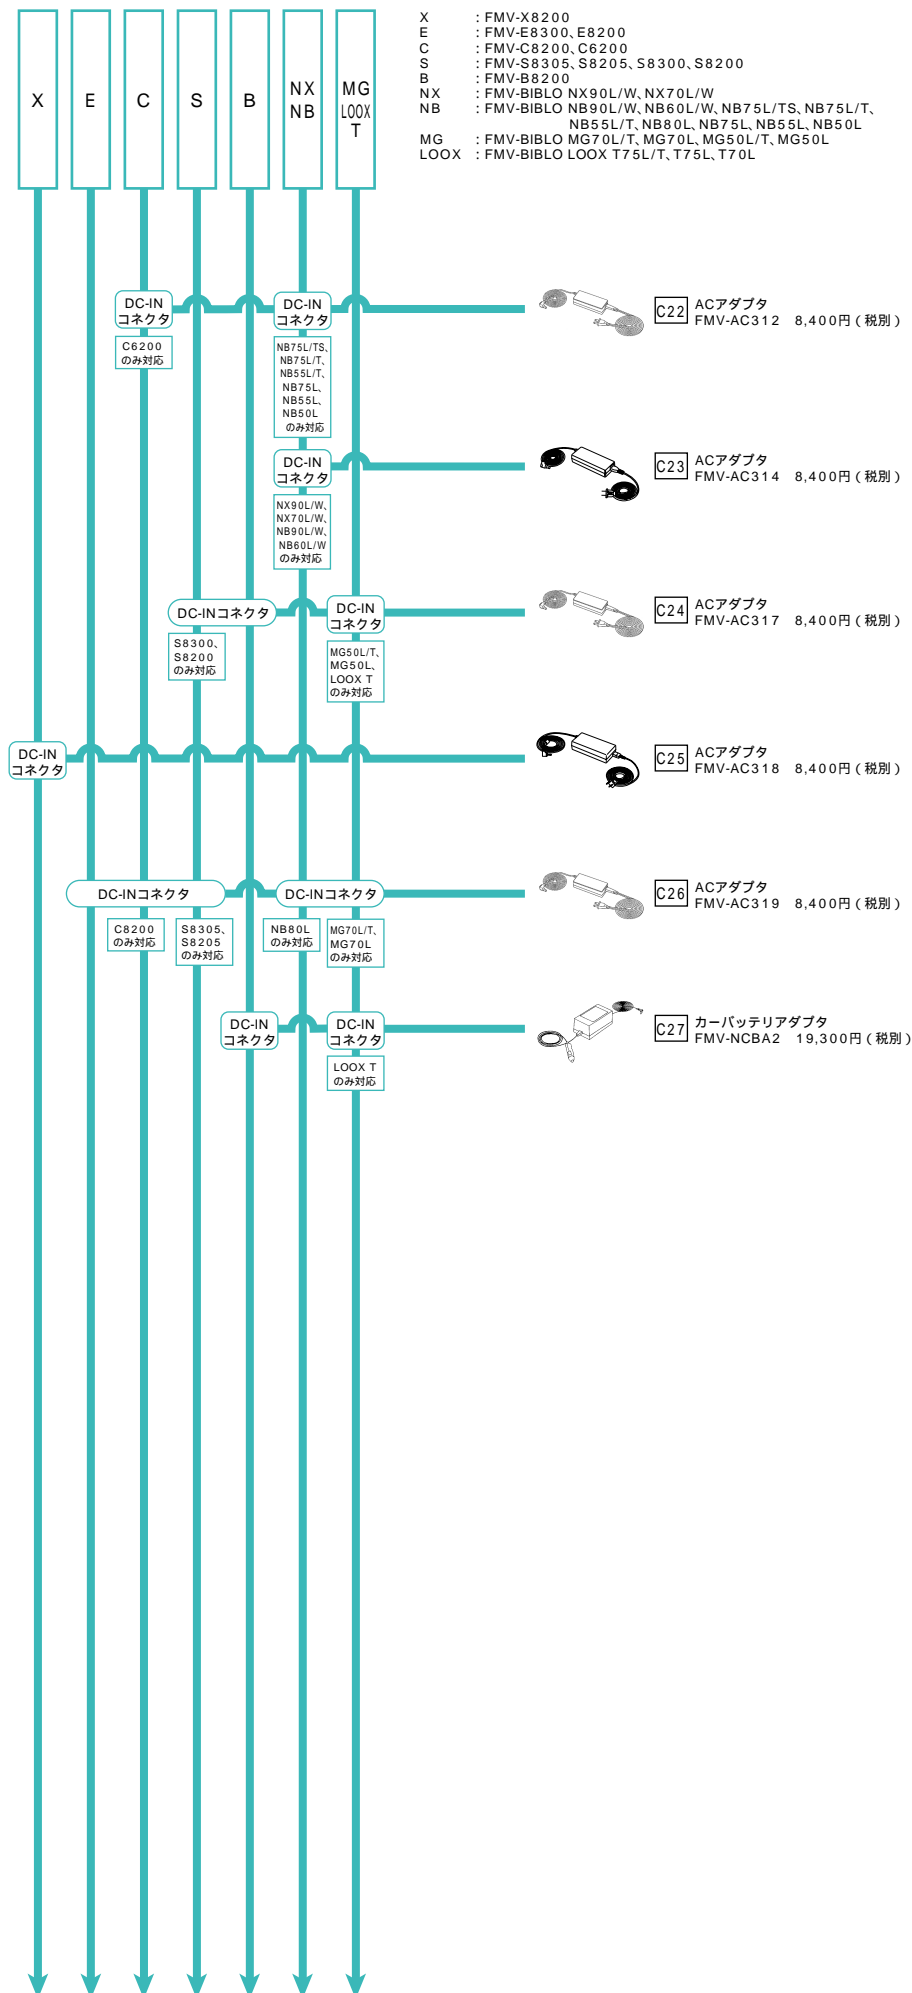 X
E
C
S
B
NX
NB
MG
LOOX
T
X : FMV-X8200
E : FMV-E8300、E8200
C : FMV-C8200、C6200
S : FMV-S8305、S8205、S8300、S8200
B : FMV-B8200
NX : FMV-BIBLO NX90L/W、NX70L/W
NB : FMV-BIBLO NB90L/W、NB60L/W、NB75L/TS、NB75L/T、
NB55L/T、NB80L、NB75L、NB55L、NB50L
MG : FMV-BIBLO MG70L/T、MG70L、MG50L/T、MG50L
LOOX : FMV-BIBLO LOOX T75L/T、T75L、T70L
DC-IN
コネクタ
C6200
のみ対応
DC-IN
コネクタ
NB75L/TS、
NB75L/T、
NB55L/T、
NB75L、
NB55L、
NB50L
のみ対応
C22
ACアダプタ
FMV-AC312 8,400円（税別）
DC-IN
コネクタ
NX90L/W、
NX70L/W、
NB90L/W、
NB60L/W
のみ対応
C23
ACアダプタ
FMV-AC314 8,400円（税別）
DC-INコネクタ
S8300、
S8200
のみ対応
DC-IN
コネクタ
MG50L/T、
MG50L、
LOOX T
のみ対応
C24
ACアダプタ
FMV-AC317 8,400円（税別）
DC-IN
コネクタ
C25
ACアダプタ
FMV-AC318 8,400円（税別）
DC-INコネクタ
C8200
のみ対応
S8305、
S8205
のみ対応
DC-INコネクタ
NB80L
のみ対応
MG70L/T、
MG70L
のみ対応
C26
ACアダプタ
FMV-AC319 8,400円（税別）
DC-IN
コネクタ
DC-IN
コネクタ
LOOX T
のみ対応
C27
カーバッテリアダプタ
FMV-NCBA2 19,300円（税別）